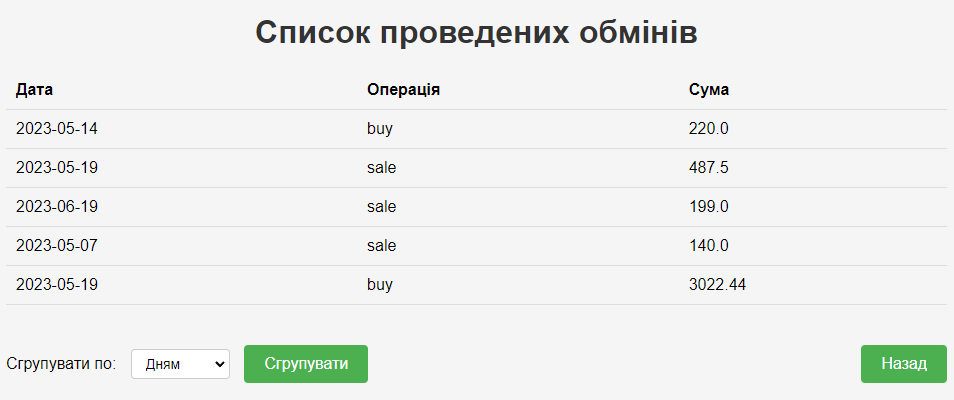 Список проведених обмінів
Дата Операція Сума
2023-05-14 buy 220.0
2023-05-19 sale 487.5
2023-06-19 sale 199.0
2023-05-07 sale 140.0
2023-05-19 buy 3022.44
Сгрупувати по: Дням Сгрупувати Назад